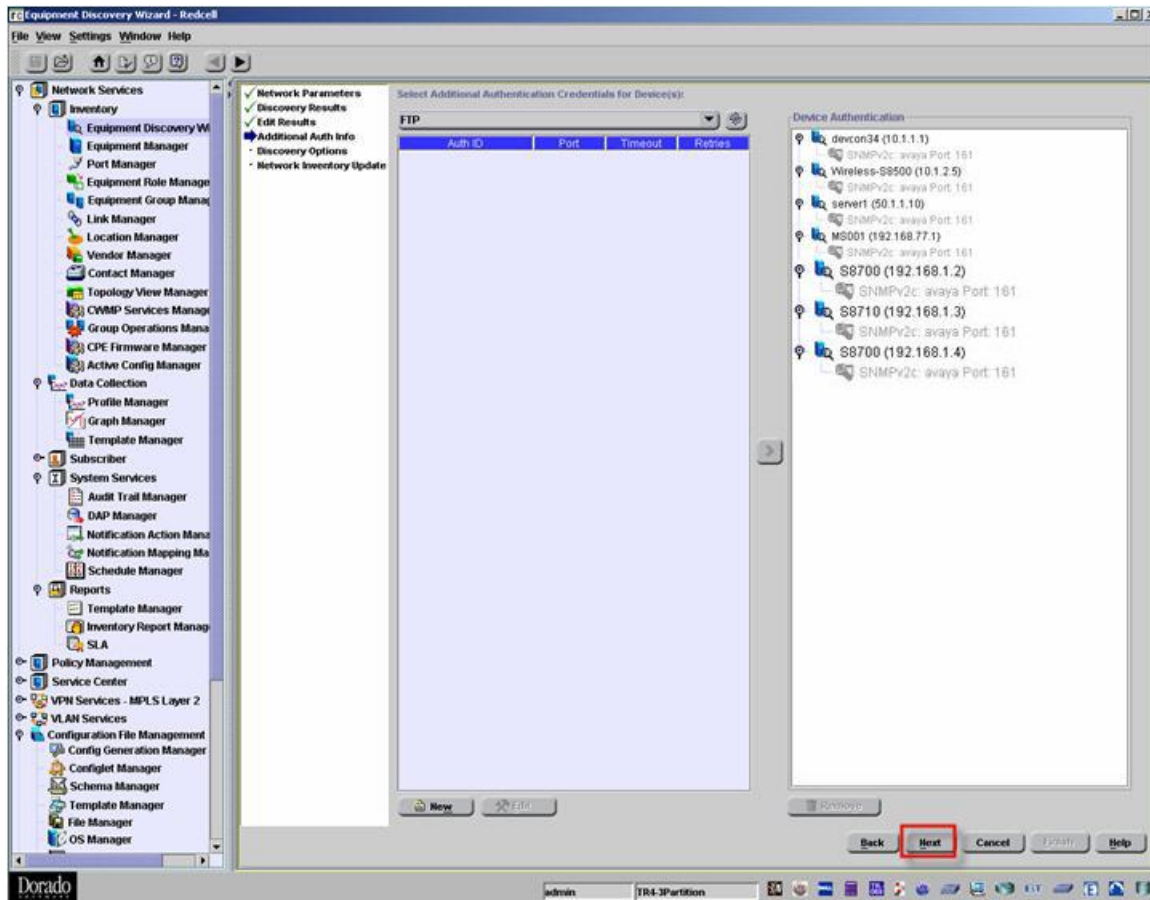 Equipment Discovery Wizard - Redcell
File View Settings Window Help
Network Services
Inventory
Equipment Discovery Wi
Equipment Manager
Port Manager
Equipment Role Manage
Equipment Group Manag
Link Manager
Location Manager
Vendor Manager
Contact Manager
Topology View Manager
CWMP Services Manage
Group Operations Mana
CPE Firmware Manager
Active Config Manager
Data Collection
Profile Manager
Graph Manager
Template Manager
Subscriber
System Services
Audit Trail Manager
DAP Manager
Notification Action Mana
Notification Mapping Ma
Schedule Manager
Reports
Template Manager
Inventory Report Manag
SLA
Policy Management
Service Center
VPN Services - MPLS Layer 2
VLAN Services
Configuration File Management
Config Generation Manager
Configlet Manager
Schema Manager
Template Manager
File Manager
OS Manager
Network Parameters
Discovery Results
Edit Results
Additional Auth Info
Discovery Options
Network Inventory Update
Select Additional Authentication Credentials for Device(s):
FTP
Auth ID Port Timeout Retries
New Edit
Device Authentication
devcon34 (10.1.1.1)
SNMPv2c: avaya Port: 161
Wireless-S8500 (10.1.2.5)
SNMPv2c: avaya Port: 161
server1 (50.1.1.10)
SNMPv2c: avaya Port: 161
MS001 (192.168.77.1)
SNMPv2c: avaya Port: 161
S8700 (192.168.1.2)
SNMPv2c: avaya Port: 161
S8710 (192.168.1.3)
SNMPv2c: avaya Port: 161
S8700 (192.168.1.4)
SNMPv2c: avaya Port: 161
Remove
Back Next Cancel Finish Help
Dorado
admin TR4-3Partition